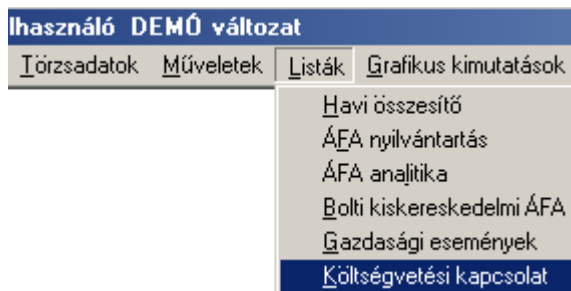 lhasználó DEMÓ változat
Törzsadatok Műveletek Listák Grafikus kimutatások
Havi összesítő
ÁFA nyilvántartás
ÁFA analitika
Bolti kiskereskedelmi ÁFA
Gazdasági események
Költségvetési kapcsolat